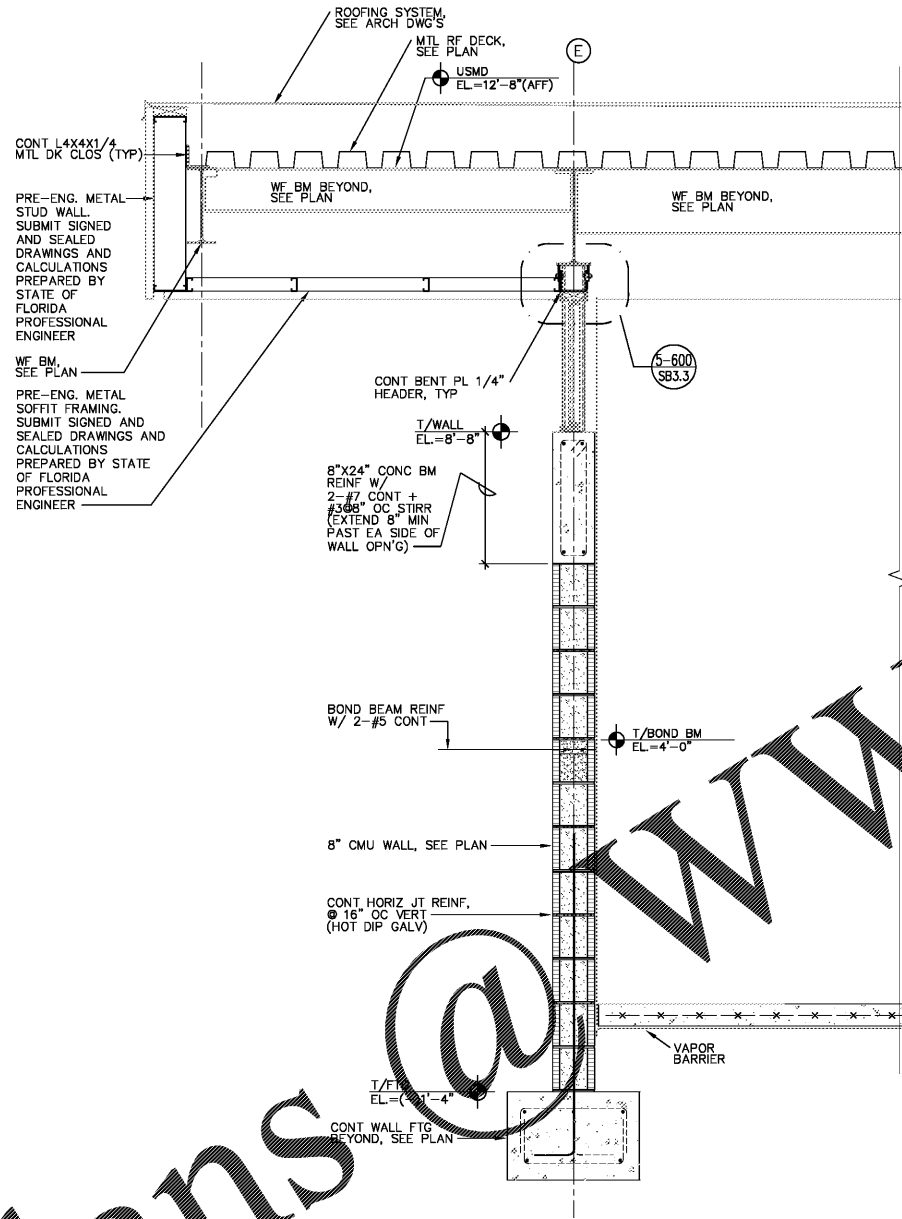 ROOFING SYSTEM,
SEE ARCH DWG'S
MTL RF DECK,
SEE PLAN
E
USMD
EL.=12'-8"(AFF)
CONT L4X4X1/4
MTL DK CLOS (TYP)
WF BM BEYOND,
SEE PLAN
WF BM BEYOND,
SEE PLAN
PRE-ENG. METAL
STUD WALL.
SUBMIT SIGNED
AND SEALED
DRAWINGS AND
CALCULATIONS
PREPARED BY
STATE OF
FLORIDA
PROFESSIONAL
ENGINEER
WF BM,
SEE PLAN
5-600
SB3.3
CONT BENT PL 1/4"
HEADER, TYP
PRE-ENG. METAL
SOFFIT FRAMING.
SUBMIT SIGNED AND
SEALED DRAWINGS AND
CALCULATIONS
PREPARED BY STATE
OF FLORIDA
PROFESSIONAL
ENGINEER
T/WALL
EL.=8'-8"
8"X24" CONC BM
REINF W/
2-#7 CONT +
#3@8" OC STIRR
(EXTEND 8" MIN
PAST EA SIDE OF
WALL OPN'G)
BOND BEAM REINF
W/ 2-#5 CONT
T/BOND BM
EL.=4'-0"
8" CMU WALL, SEE PLAN
CONT HORIZ JT REINF,
@ 16" OC VERT
(HOT DIP GALV)
VAPOR
BARRIER
T/FTG
EL.=(-)1'-4"
CONT WALL FTG
BEYOND, SEE PLAN
ans @ ww